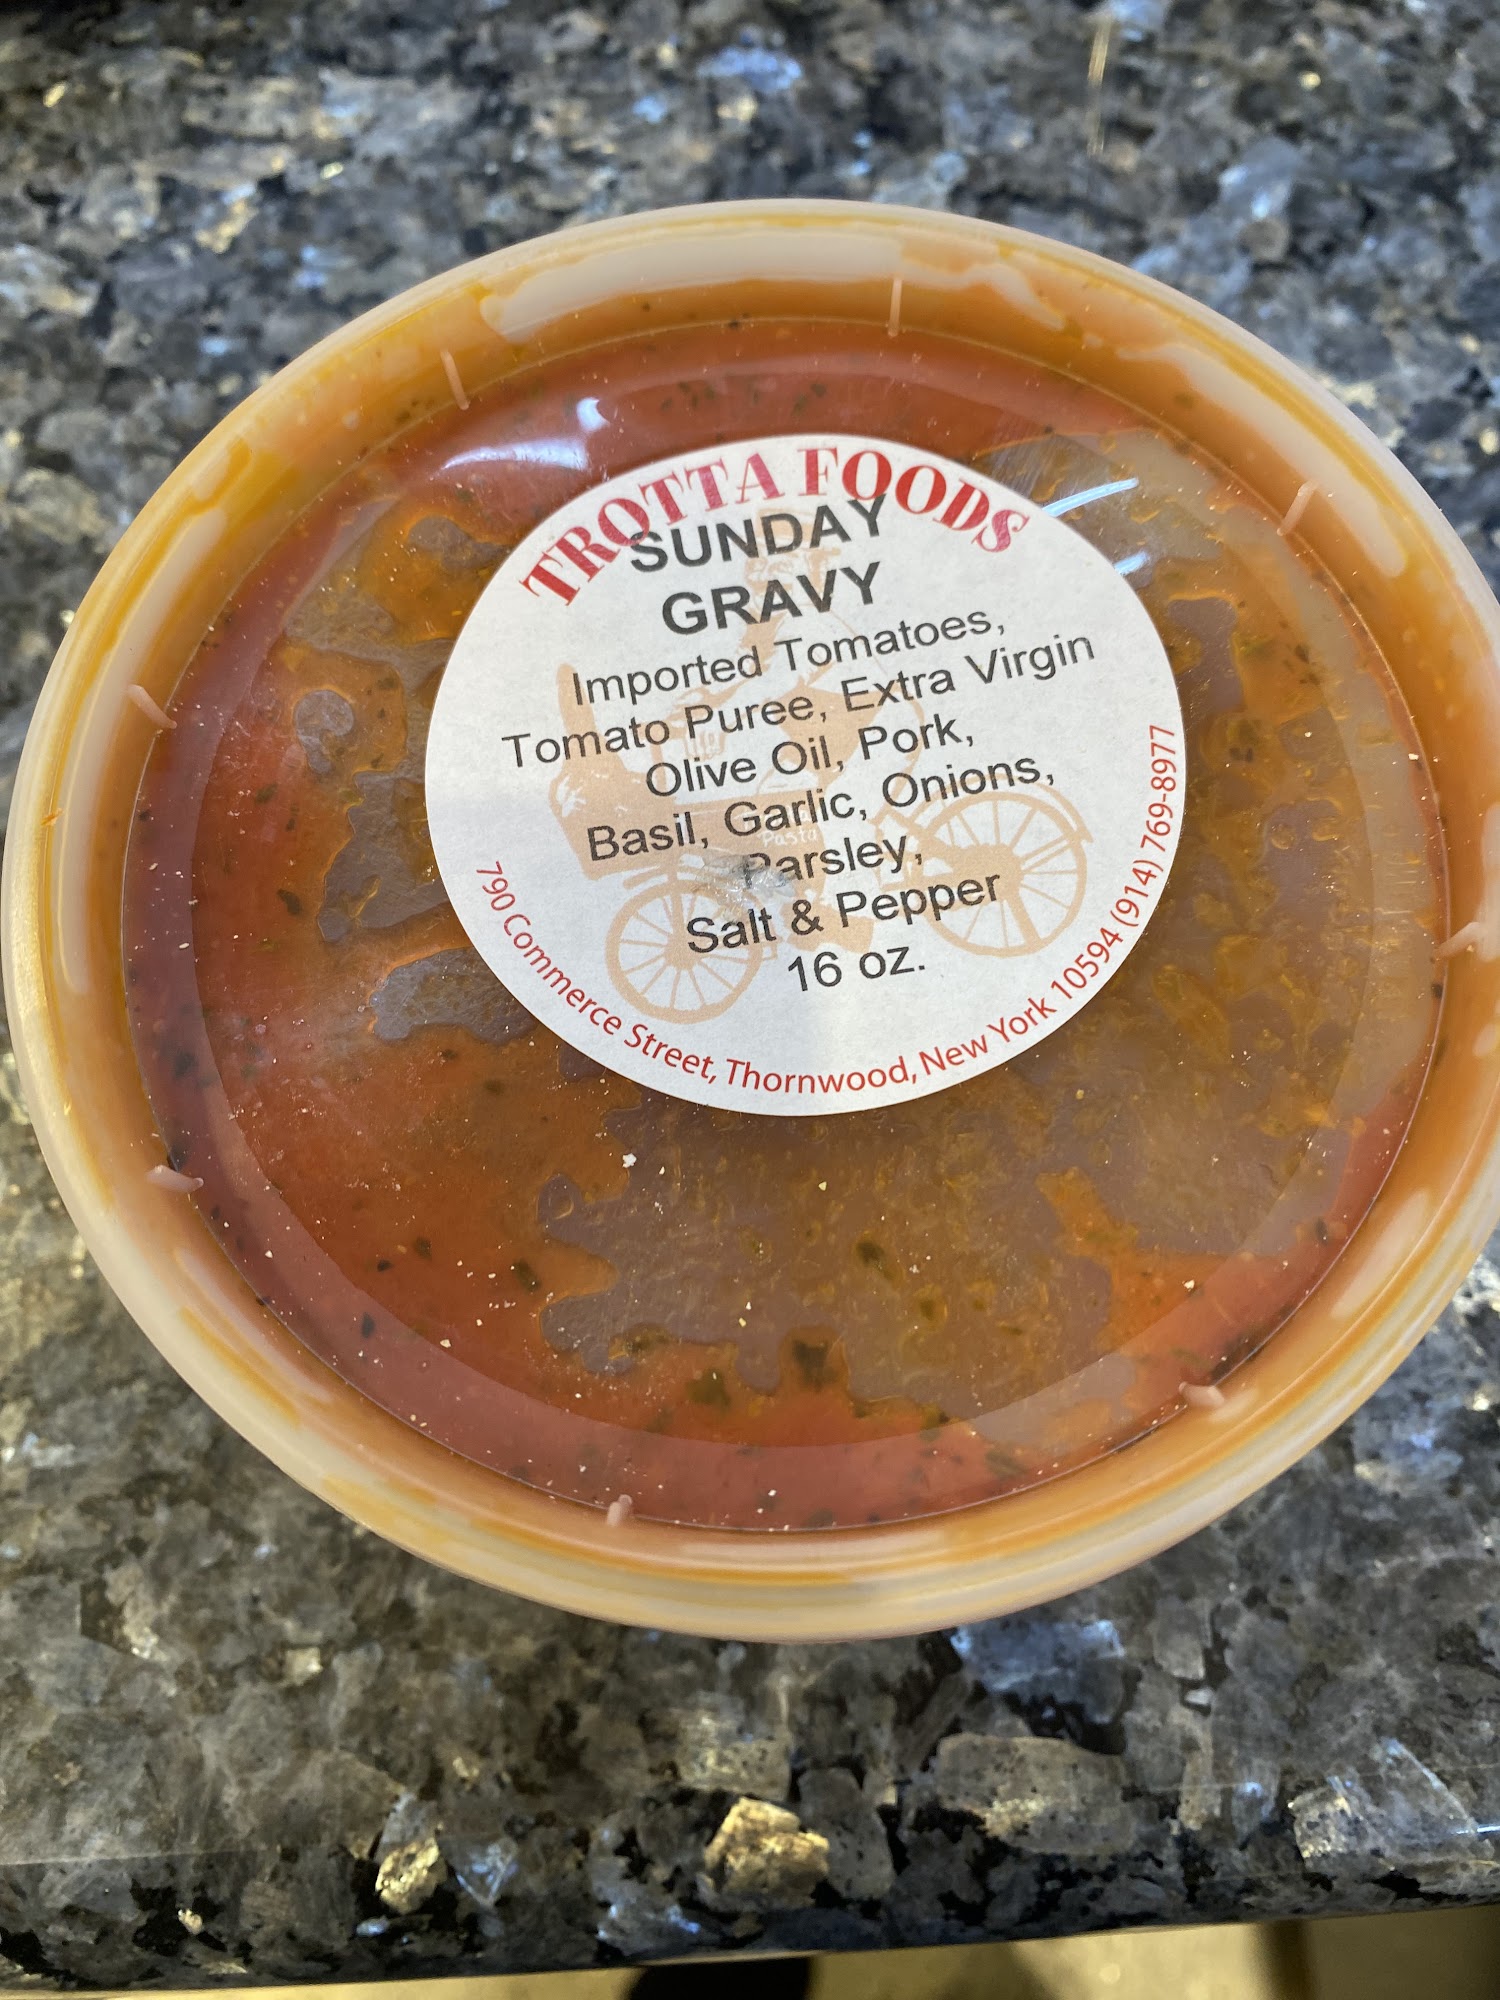 TROTTA FOODS
SUNDAY
GRAVY
Imported Tomatoes,
Tomato Puree, Extra Virgin
Olive Oil, Pork,
Basil, Garlic, Onions,
Parsley,
Salt & Pepper
16 oz.
Pasta
790 Commerce Street, Thornwood, New York 10594 (914) 769-8977